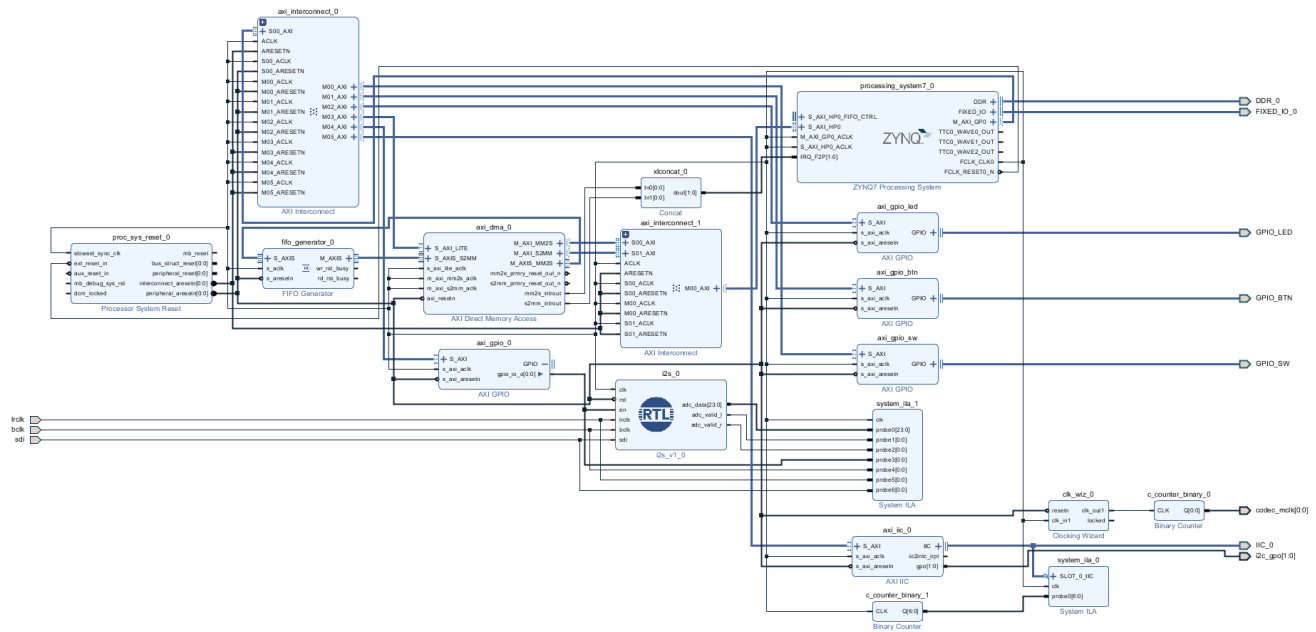 axi_interconnect_0
S00_AXI
ACLK
ARESETN
S00_ACLK
S00_ARESETN
M00_ACLK
M00_ARESETN
M01_ACLK
M01_ARESETN
M02_ACLK
M02_ARESETN
M03_ACLK
M03_ARESETN
M04_ACLK
M04_ARESETN
M05_ACLK
M05_ARESETN
M00_AXI
M01_AXI
M02_AXI
M03_AXI
M04_AXI
M05_AXI
AXI Interconnect
processing_system7_0
S_AXI_HP0_FIFO_CTRL
S_AXI_HP0
M_AXI_GP0_ACLK
S_AXI_HP0_ACLK
IRQ_F2P[1:0]
ZYNQ
DDR
FIXED_IO
M_AXI_GP0
TTC0_WAVE0_OUT
TTC0_WAVE1_OUT
TTC0_WAVE2_OUT
FCLK_CLK0
FCLK_RESET0_N
ZYNQ7 Processing System
DDR_0
FIXED_IO_0
xlconcat_0
In0[0:0]
In1[0:0]
dout[1:0]
Concat
proc_sys_reset_0
slowest_sync_clk
ext_reset_in
aux_reset_in
mb_debug_sys_rst
dcm_locked
mb_reset
bus_struct_reset[0:0]
peripheral_reset[0:0]
interconnect_aresetn[0:0]
peripheral_aresetn[0:0]
Processor System Reset
fifo_generator_0
S_AXIS
s_aclk
s_aresetn
M_AXIS
wr_rst_busy
rd_rst_busy
FIFO Generator
axi_dma_0
S_AXI_LITE
S_AXIS_S2MM
s_axi_lite_aclk
m_axi_mm2s_aclk
m_axi_s2mm_aclk
axi_resetn
M_AXI_MM2S
M_AXI_S2MM
M_AXIS_MM2S
mm2s_prmry_reset_out_n
s2mm_prmry_reset_out_n
mm2s_introut
s2mm_introut
AXI Direct Memory Access
axi_interconnect_1
S00_AXI
S01_AXI
ACLK
ARESETN
S00_ACLK
S00_ARESETN
M00_ACLK
M00_ARESETN
S01_ACLK
S01_ARESETN
M00_AXI
AXI Interconnect
axi_gpio_led
S_AXI
s_axi_aclk
s_axi_aresetn
GPIO
AXI GPIO
GPIO_LED
axi_gpio_btn
S_AXI
s_axi_aclk
s_axi_aresetn
GPIO
AXI GPIO
GPIO_BTN
axi_gpio_sw
S_AXI
s_axi_aclk
s_axi_aresetn
GPIO
AXI GPIO
GPIO_SW
axi_gpio_0
S_AXI
s_axi_aclk
s_axi_aresetn
GPIO
gpio_io_o[0:0]
AXI GPIO
i2s_0
clk
rst
en
lrclk
bclk
sdi
RTL
adc_data[23:0]
adc_valid_l
adc_valid_r
i2s_v1_0
lrclk
bclk
sdi
system_ila_1
clk
probe0[23:0]
probe1[0:0]
probe2[0:0]
probe3[0:0]
probe4[0:0]
probe5[0:0]
probe6[0:0]
System ILA
clk_wiz_0
resetn
clk_in1
clk_out1
locked
Clocking Wizard
c_counter_binary_0
CLK
Q[0:0]
Binary Counter
codec_mclk[0:0]
axi_iic_0
S_AXI
s_axi_aclk
s_axi_aresetn
IIC
iic2intc_irpt
gpo[1:0]
AXI IIC
IIC_0
i2c_gpo[1:0]
system_ila_0
SLOT_0_IIC
clk
probe0[6:0]
System ILA
c_counter_binary_1
CLK
Q[6:0]
Binary Counter